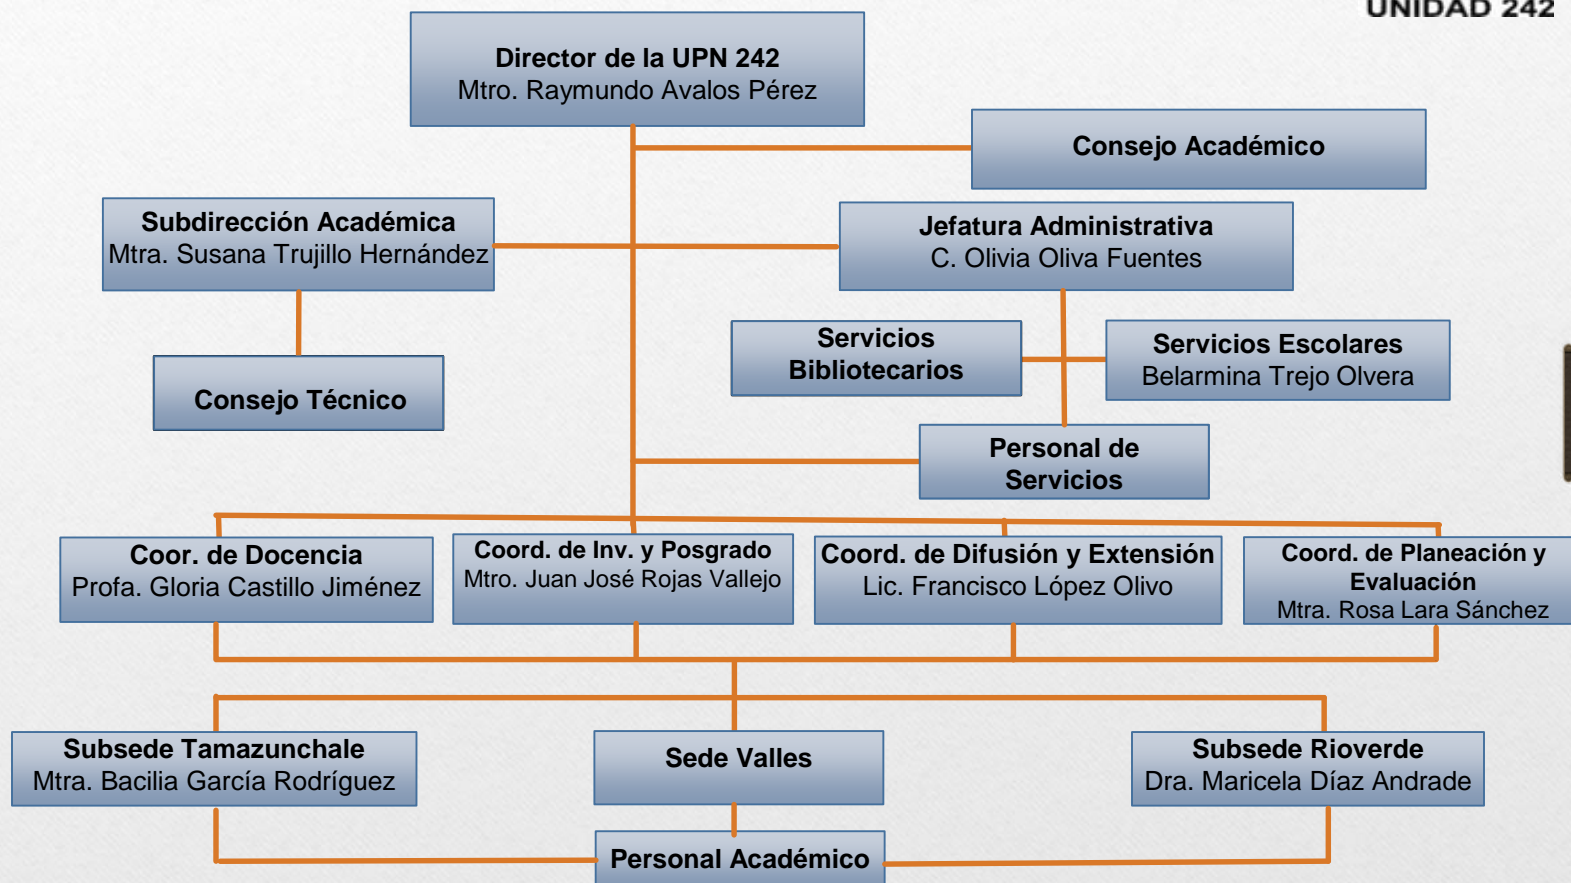 UNIDAD 242
Director de la UPN 242
Mtro. Raymundo Avalos Pérez
Consejo Académico
Subdirección Académica
Mtra. Susana Trujillo Hernández
Jefatura Administrativa
C. Olivia Oliva Fuentes
Servicios
Bibliotecarios
Servicios Escolares
Belarmina Trejo Olvera
Consejo Técnico
Personal de
Servicios
Coor. de Docencia
Profa. Gloria Castillo Jiménez
Coord. de Inv. y Posgrado
Mtro. Juan José Rojas Vallejo
Coord. de Difusión y Extensión
Lic. Francisco López Olivo
Coord. de Planeación y
Evaluación
Mtra. Rosa Lara Sánchez
Subsede Tamazunchale
Mtra. Bacilia García Rodríguez
Sede Valles
Subsede Rioverde
Dra. Maricela Díaz Andrade
Personal Académico